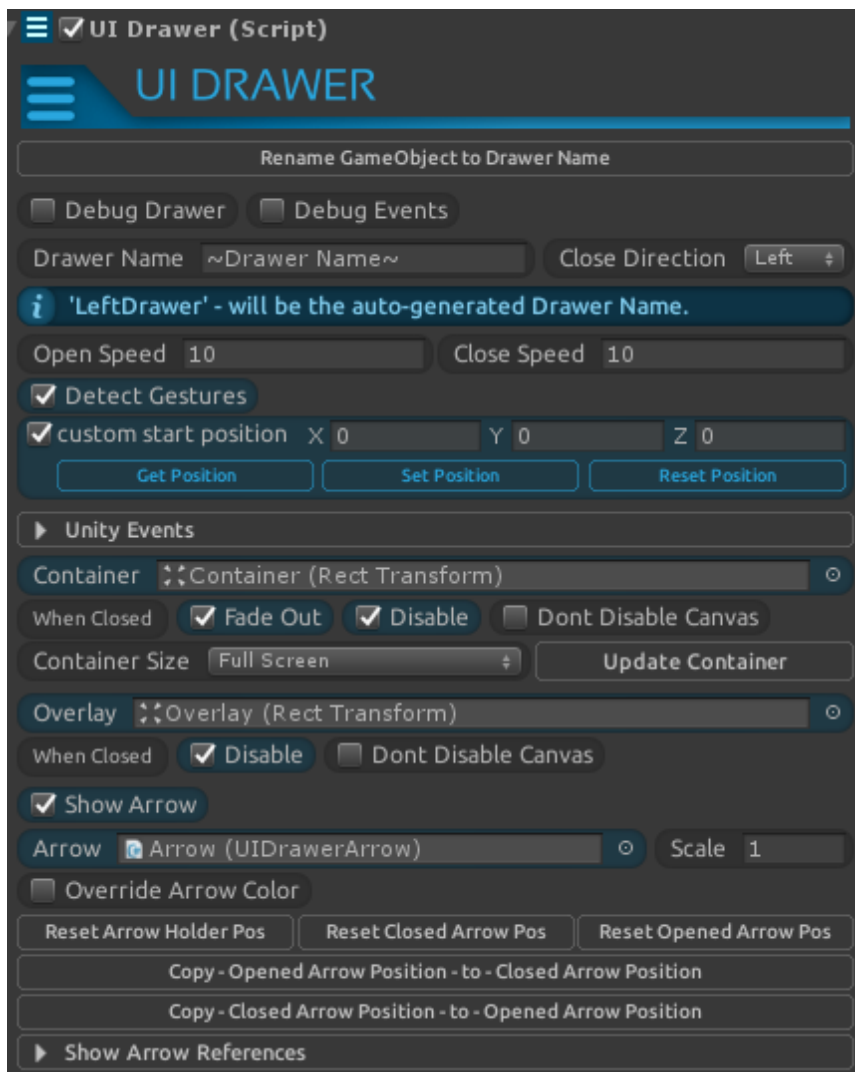 UI Drawer (Script)
UI DRAWER
Rename GameObject to Drawer Name
Debug Drawer Debug Events
Drawer Name ~Drawer Name~ Close Direction Left
i 'LeftDrawer' - will be the auto-generated Drawer Name.
Open Speed 10 Close Speed 10
Detect Gestures
custom start position X 0 Y 0 Z 0
Get Position Set Position Reset Position
Unity Events
Container Container (Rect Transform)
When Closed Fade Out Disable Dont Disable Canvas
Container Size Full Screen Update Container
Overlay Overlay (Rect Transform)
When Closed Disable Dont Disable Canvas
Show Arrow
Arrow Arrow (UIDrawerArrow) Scale 1
Override Arrow Color
Reset Arrow Holder Pos Reset Closed Arrow Pos Reset Opened Arrow Pos
Copy - Opened Arrow Position - to - Closed Arrow Position
Copy - Closed Arrow Position - to - Opened Arrow Position
Show Arrow References